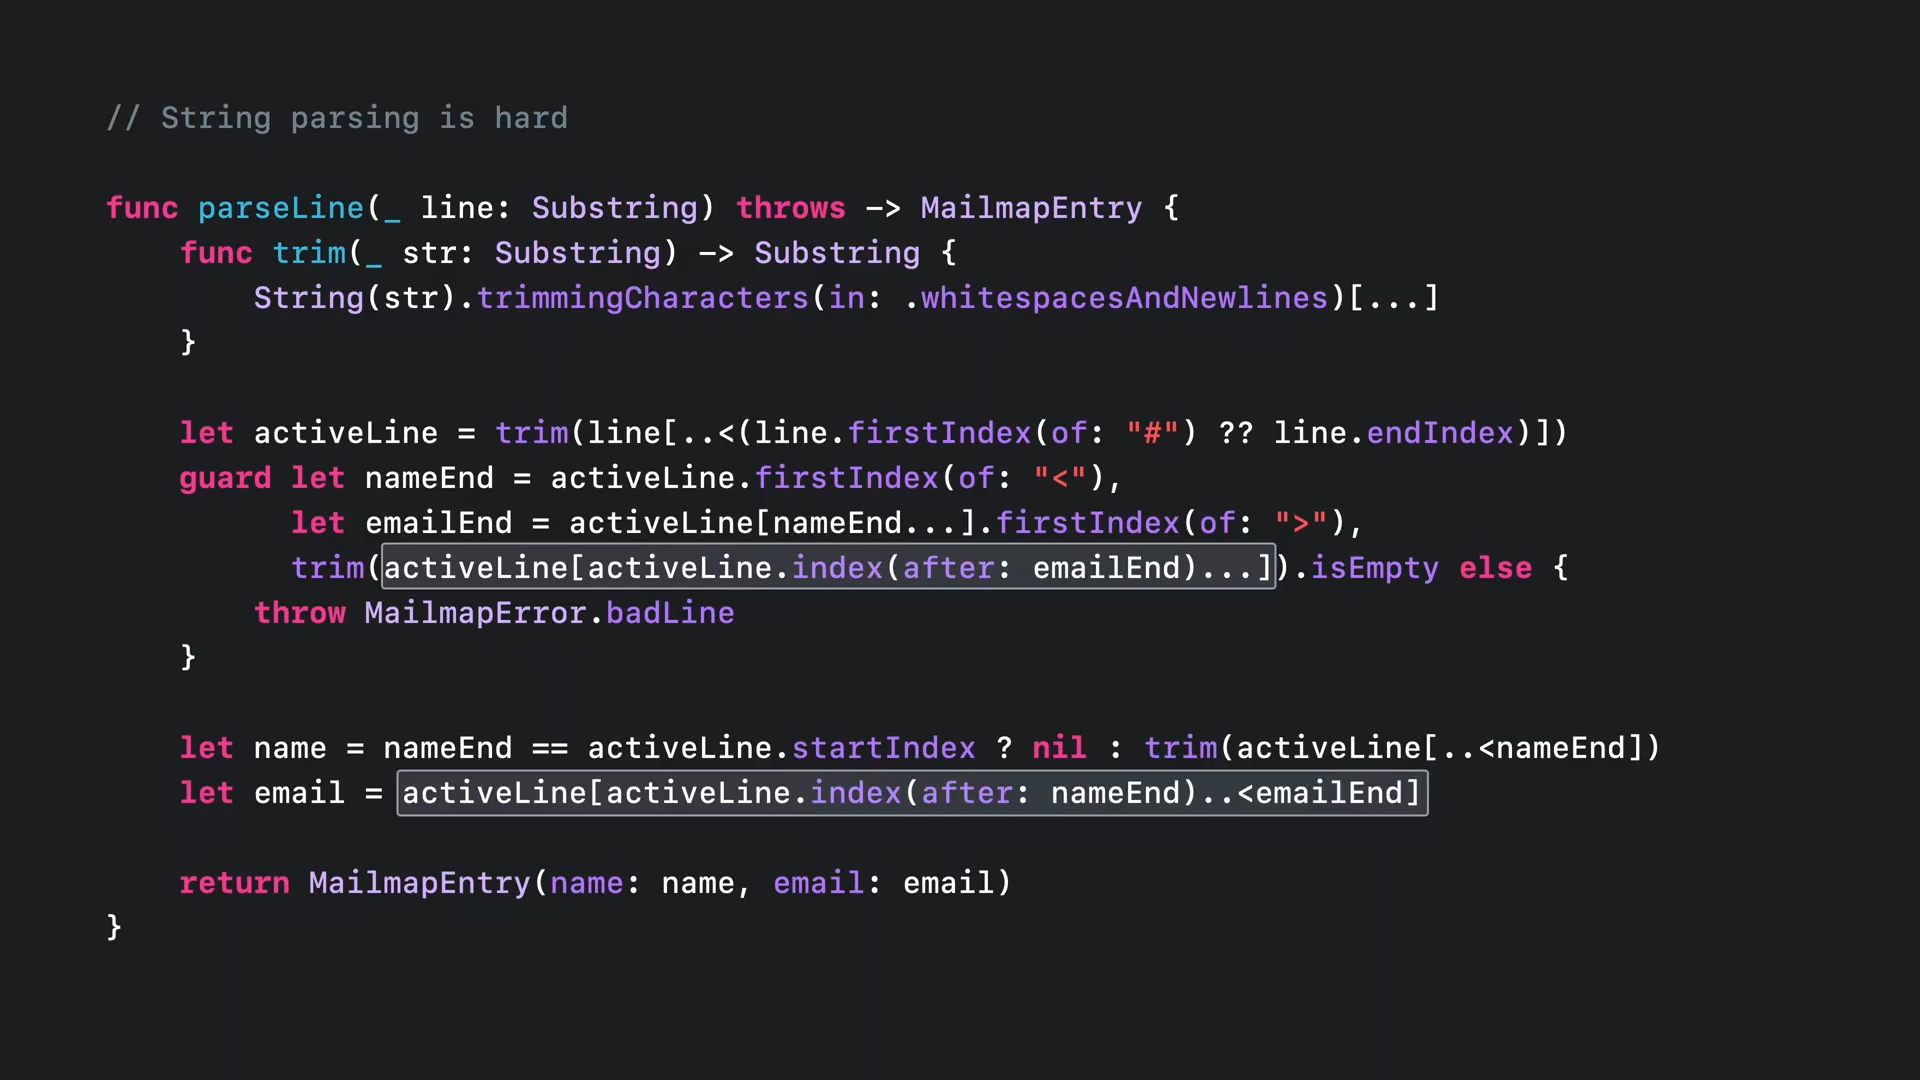 // String parsing is hard
func parseLine(_ line: Substring) throws -> MailmapEntry {
    func trim(_ str: Substring) -> Substring {
        String(str).trimmingCharacters(in: .whitespacesAndNewlines)[...]
    }
    let activeLine = trim(line[..<(line.firstIndex(of: "#") ?? line.endIndex)])
    guard let nameEnd = activeLine.firstIndex(of: "<"),
          let emailEnd = activeLine[nameEnd...].firstIndex(of: ">"),
          trim(activeLine[activeLine.index(after: emailEnd)...]).isEmpty else {
        throw MailmapError.badLine
    }
    let name = nameEnd == activeLine.startIndex ? nil : trim(activeLine[..<nameEnd])
    let email = activeLine[activeLine.index(after: nameEnd)..<emailEnd]
    return MailmapEntry(name: name, email: email)
}